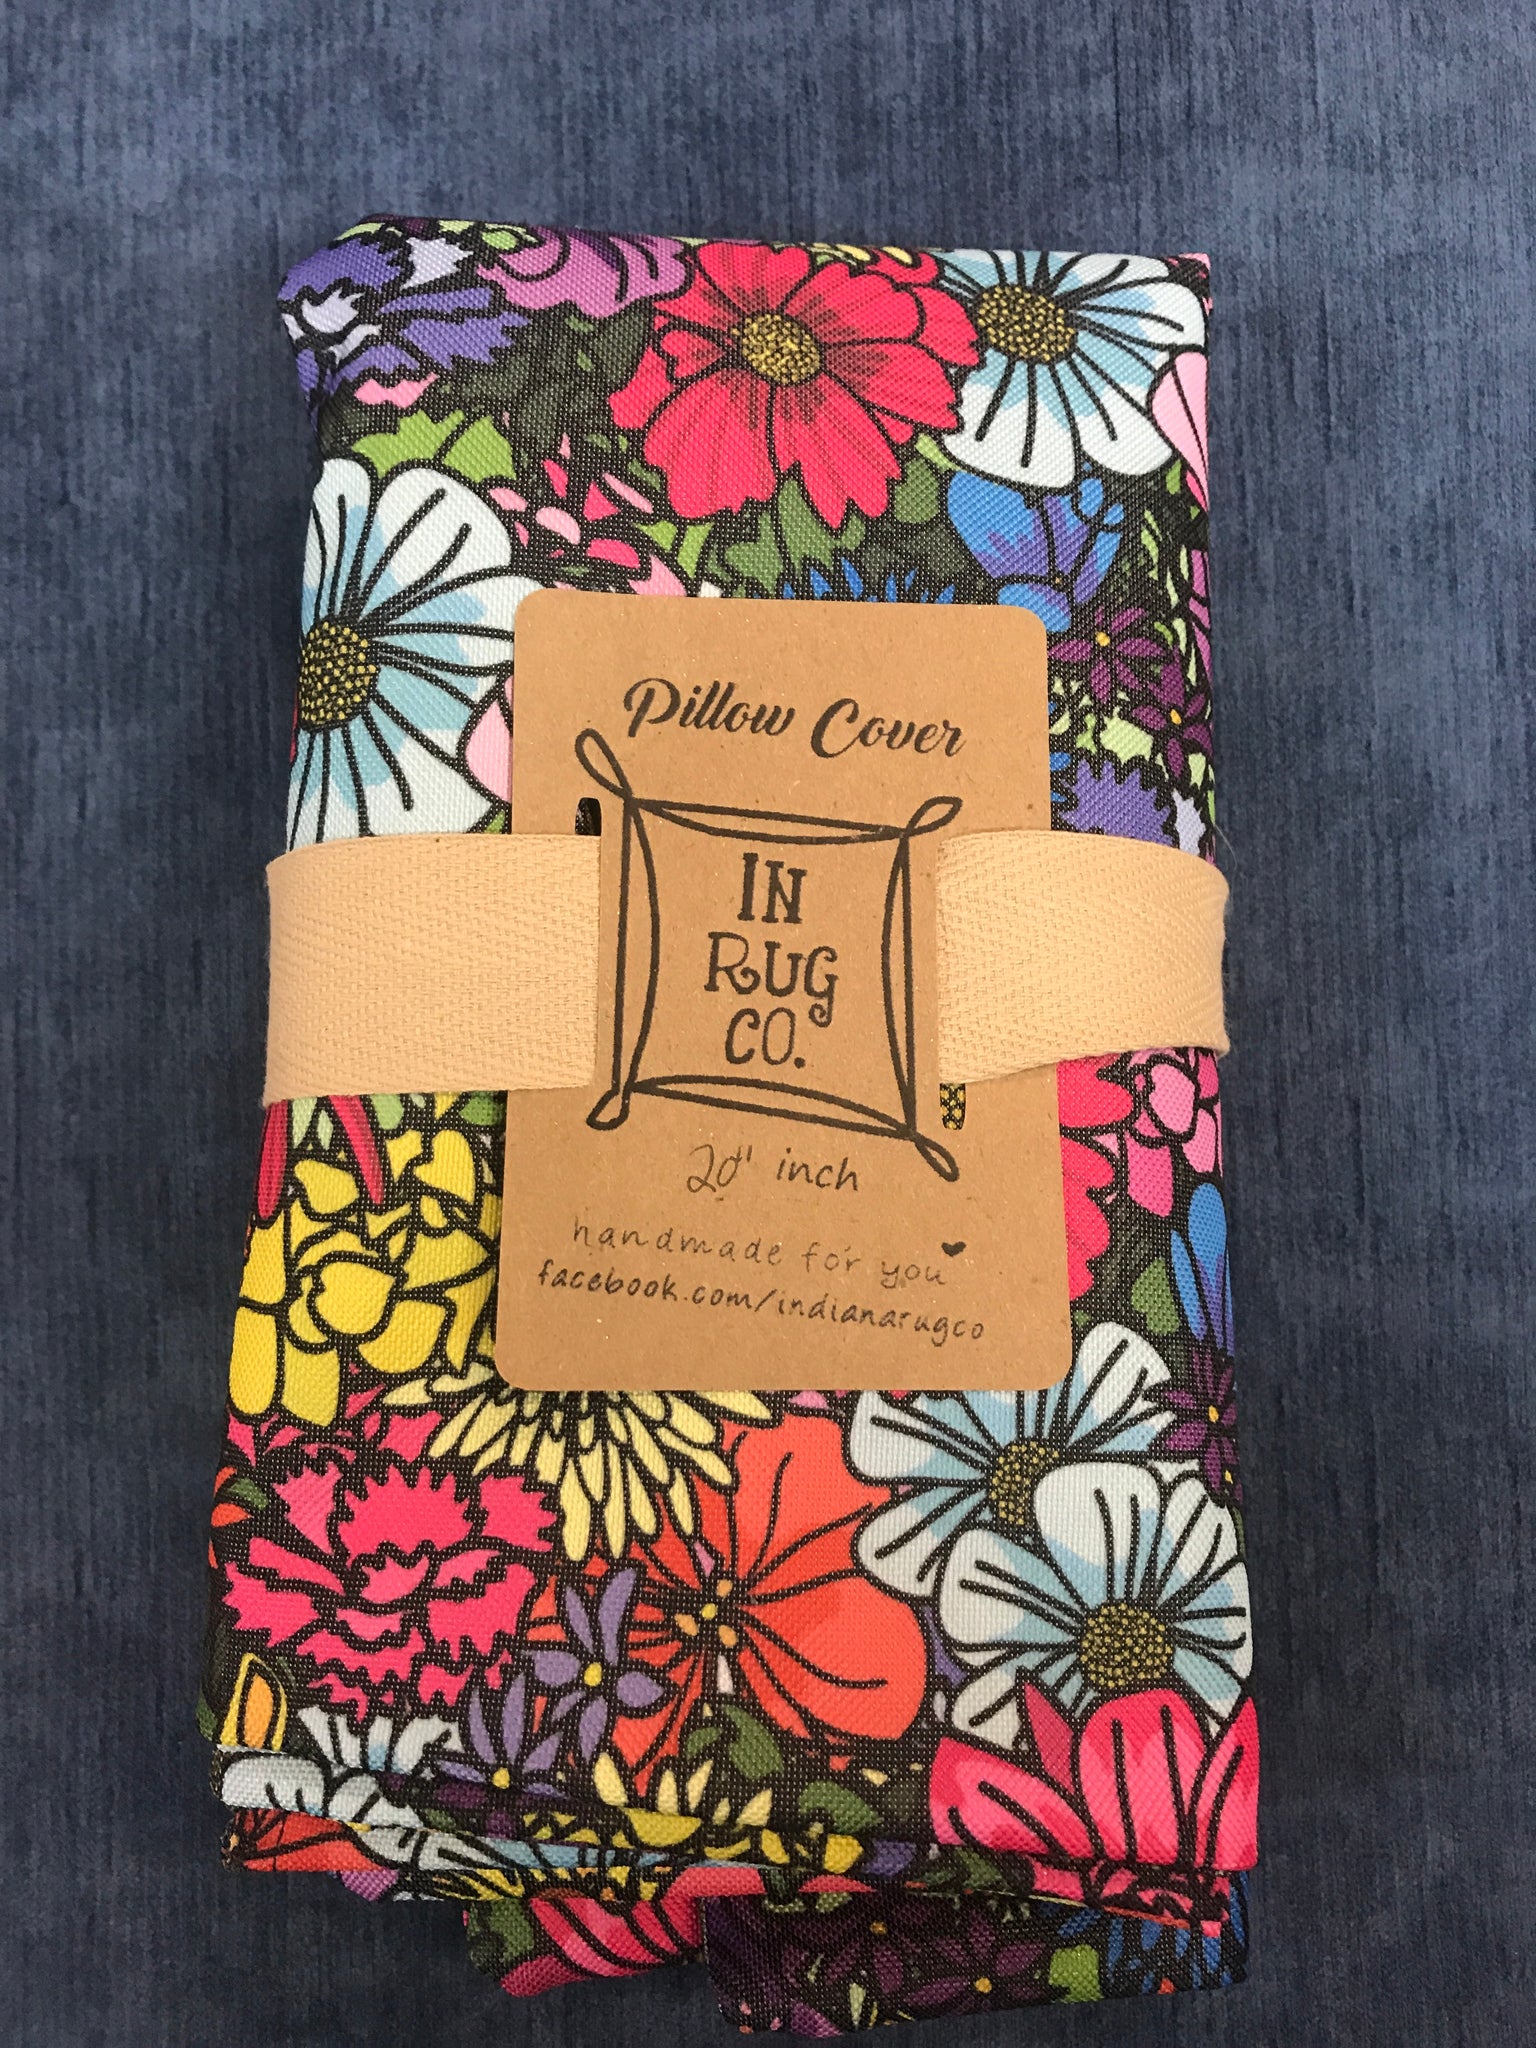 Pillow Cover
IN
RUG
CO.
20" inch
handmade for you
facebook.com/indianarugco